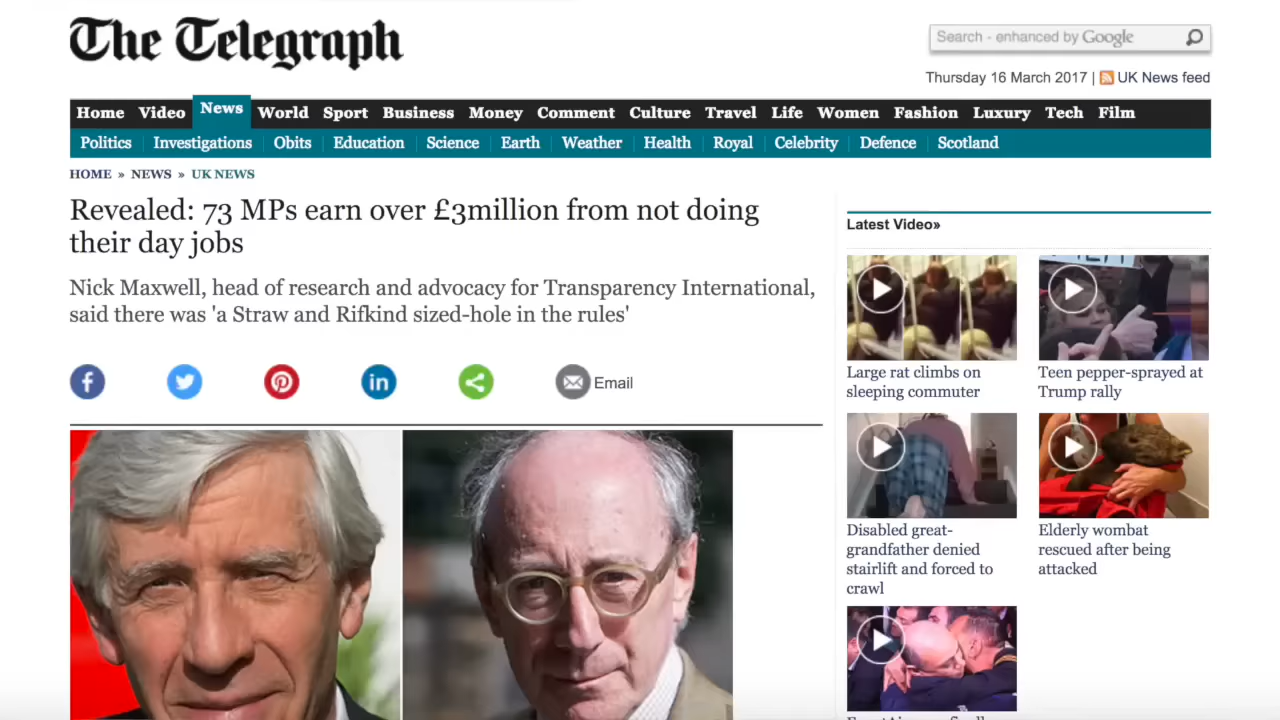 The Telegraph
Search - enhanced by Google
Thursday 16 March 2017 | UK News feed
Home Video News World Sport Business Money Comment Culture Travel Life Women Fashion Luxury Tech Film
Politics Investigations Obits Education Science Earth Weather Health Royal Celebrity Defence Scotland
HOME » NEWS » UK NEWS
Revealed: 73 MPs earn over £3million from not doing
their day jobs
Nick Maxwell, head of research and advocacy for Transparency International,
said there was 'a Straw and Rifkind sized-hole in the rules'
Email
Latest Video»
Large rat climbs on
sleeping commuter
Teen pepper-sprayed at
Trump rally
Disabled great-
grandfather denied
stairlift and forced to
crawl
Elderly wombat
rescued after being
attacked